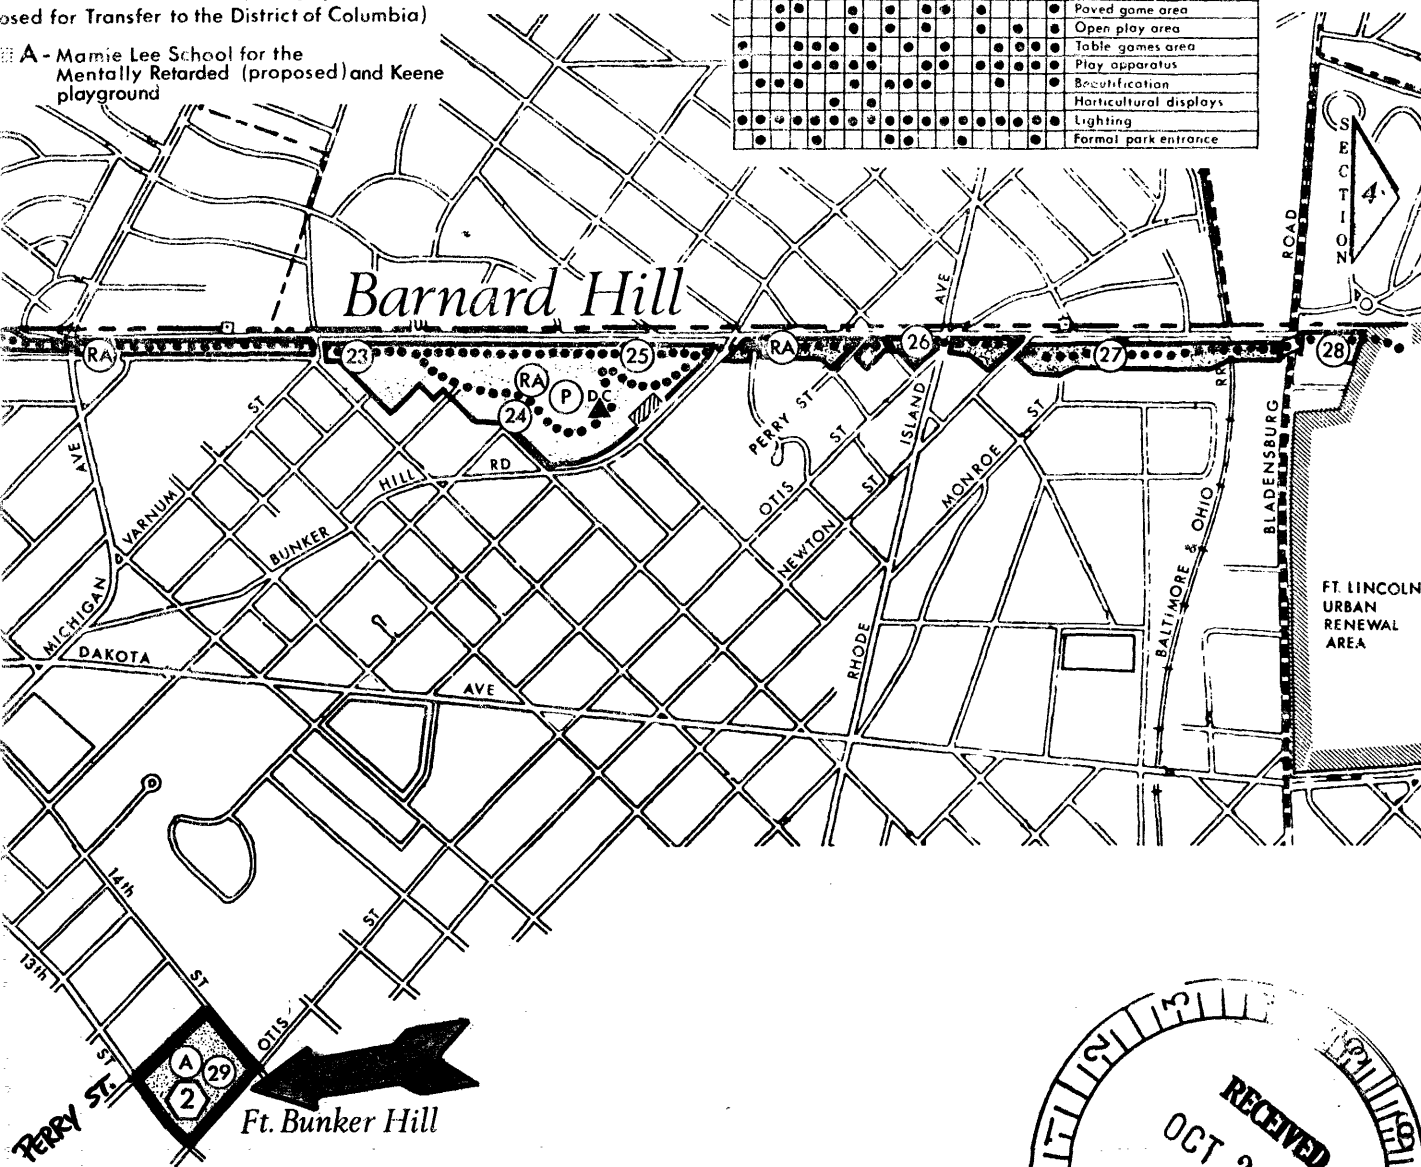 osed for Transfer to the District of Columbia)
A - Mamie Lee School for the
Mentally Retarded (proposed) and Keene
playground
Paved game area
Open play area
Table games area
Play apparatus
Beautification
Horticultural displays
Lighting
Formal park entrance
SECTION
4
ROAD
AVE
Barnard Hill
RA
23
25
RA
26
27
28
RA
P
DC
24
ST
PERRY ST
ST
ISLAND
ST
RR
AVE
HILL
RD
VARNUM
BUNKER
OTIS
ST
MONROE
NEWTON
BALTIMORE & OHIO
BLADENSBURG
FT. LINCOLN
URBAN
RENEWAL
AREA
MICHIGAN
DAKOTA
AVE
RHODE
14th
ST
13th
ST
OTIS
ST
A
29
2
PERRY ST.
Ft. Bunker Hill
1
2
3
RECEIVED
OCT 2